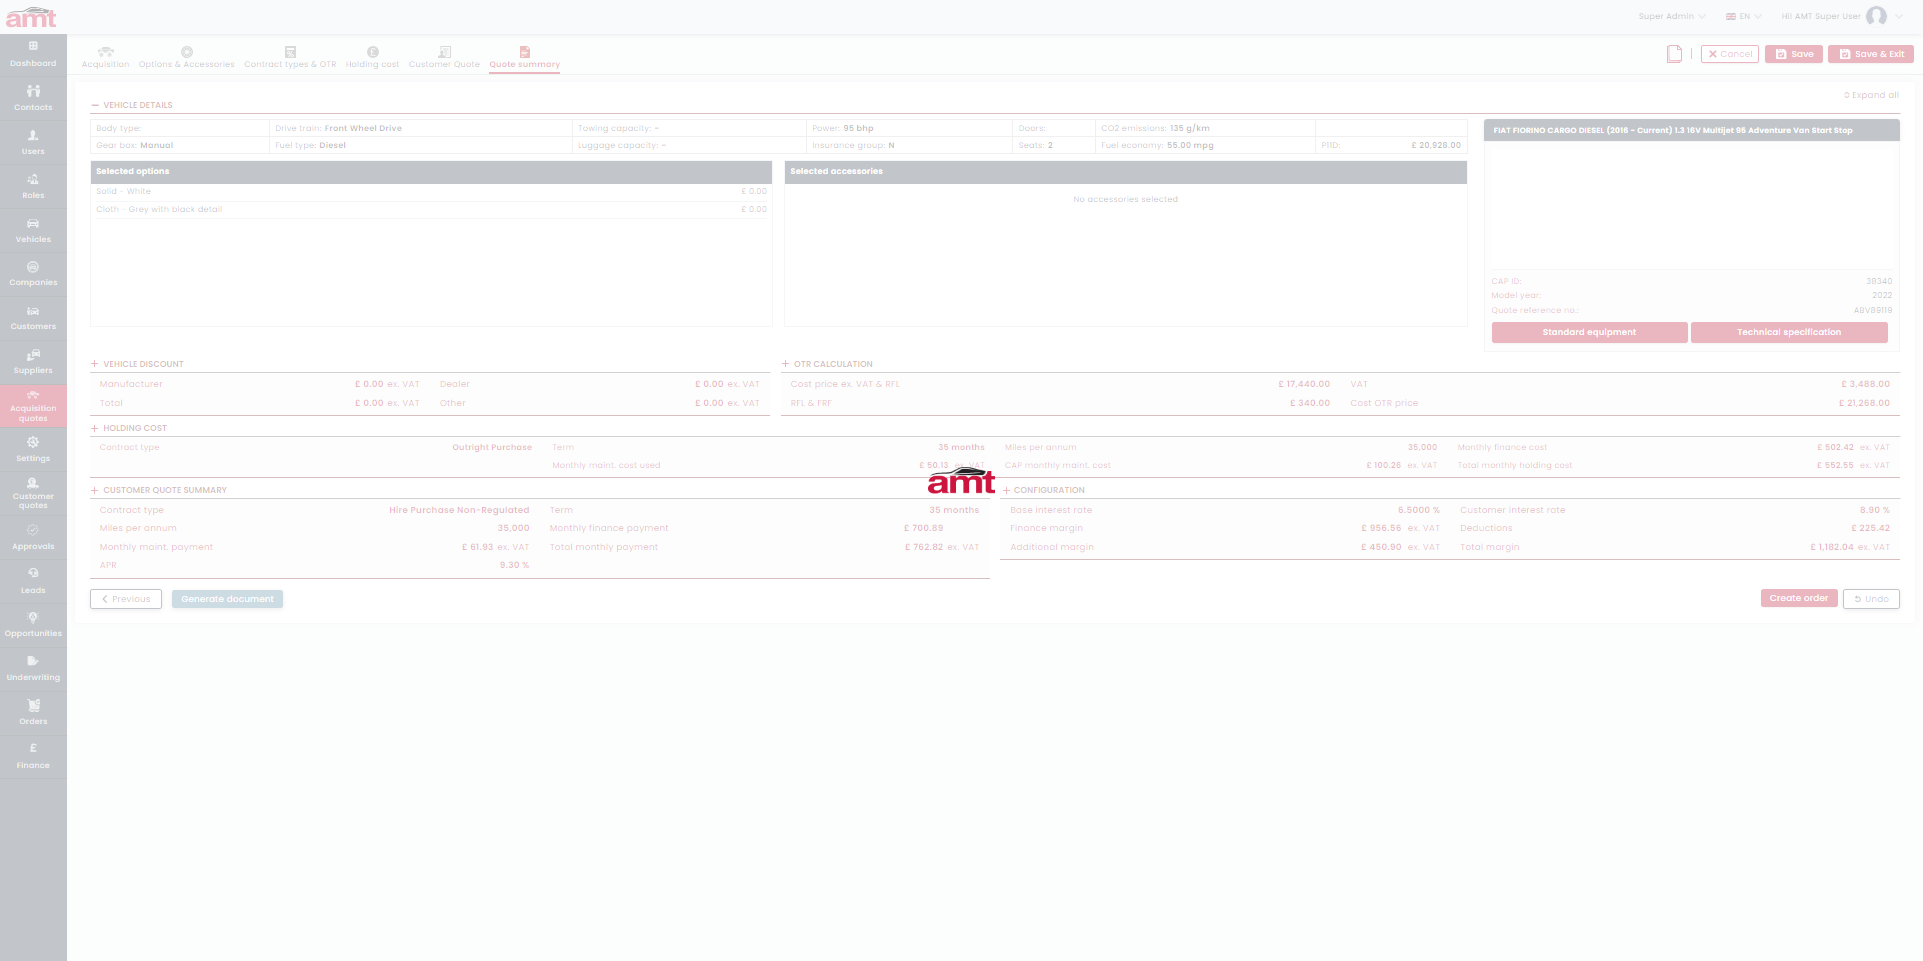 amt
Super Admin
EN
Hi! AMT Super User
Dashboard
Contacts
Users
Roles
Vehicles
Companies
Customers
Suppliers
Acquisition
quotes
Settings
Customer
quotes
Approvals
Leads
Opportunities
Underwriting
Orders
Finance
Acquisition Options & Accessories Contract types & OTR Holding cost Customer Quote Quote summary
Cancel Save Save & Exit
Expand all
VEHICLE DETAILS
Body type: Drive train: Front Wheel Drive Towing capacity: - Power: 95 bhp Doors: CO2 emissions: 135 g/km
Gear box: Manual Fuel type: Diesel Luggage capacity: - Insurance group: N Seats: 2 Fuel economy: 55.00 mpg P11D: £ 20,928.00
Selected options
Solid - White £ 0.00
Cloth - Grey with black detail £ 0.00
Selected accessories
No accessories selected
FIAT FIORINO CARGO DIESEL (2016 - Current) 1.3 16V Multijet 95 Adventure Van Start Stop
CAP ID: 38340
Model year: 2022
Quote reference no.: ABV89119
Standard equipment Technical specification
VEHICLE DISCOUNT
Manufacturer £ 0.00 ex. VAT Dealer £ 0.00 ex. VAT
Total £ 0.00 ex. VAT Other £ 0.00 ex. VAT
OTR CALCULATION
Cost price ex. VAT & RFL £ 17,440.00 VAT £ 3,488.00
RFL & FRF £ 340.00 Cost OTR price £ 21,268.00
HOLDING COST
Contract type Outright Purchase Term 35 months Miles per annum 35,000 Monthly finance cost £ 502.42 ex. VAT
Monthly maint. cost used £ 50.13 ex. VAT CAP monthly maint. cost £ 100.26 ex. VAT Total monthly holding cost £ 552.55 ex. VAT
amt
CUSTOMER QUOTE SUMMARY
Contract type Hire Purchase Non-Regulated Term 35 months
Miles per annum 35,000 Monthly finance payment £ 700.89
Monthly maint. payment £ 61.93 ex. VAT Total monthly payment £ 762.82 ex. VAT
APR 9.30 %
CONFIGURATION
Base interest rate 6.5000 % Customer interest rate 8.90 %
Finance margin £ 956.56 ex. VAT Deductions £ 225.42
Additional margin £ 450.90 ex. VAT Total margin £ 1,182.04 ex. VAT
Previous Generate document Create order Undo